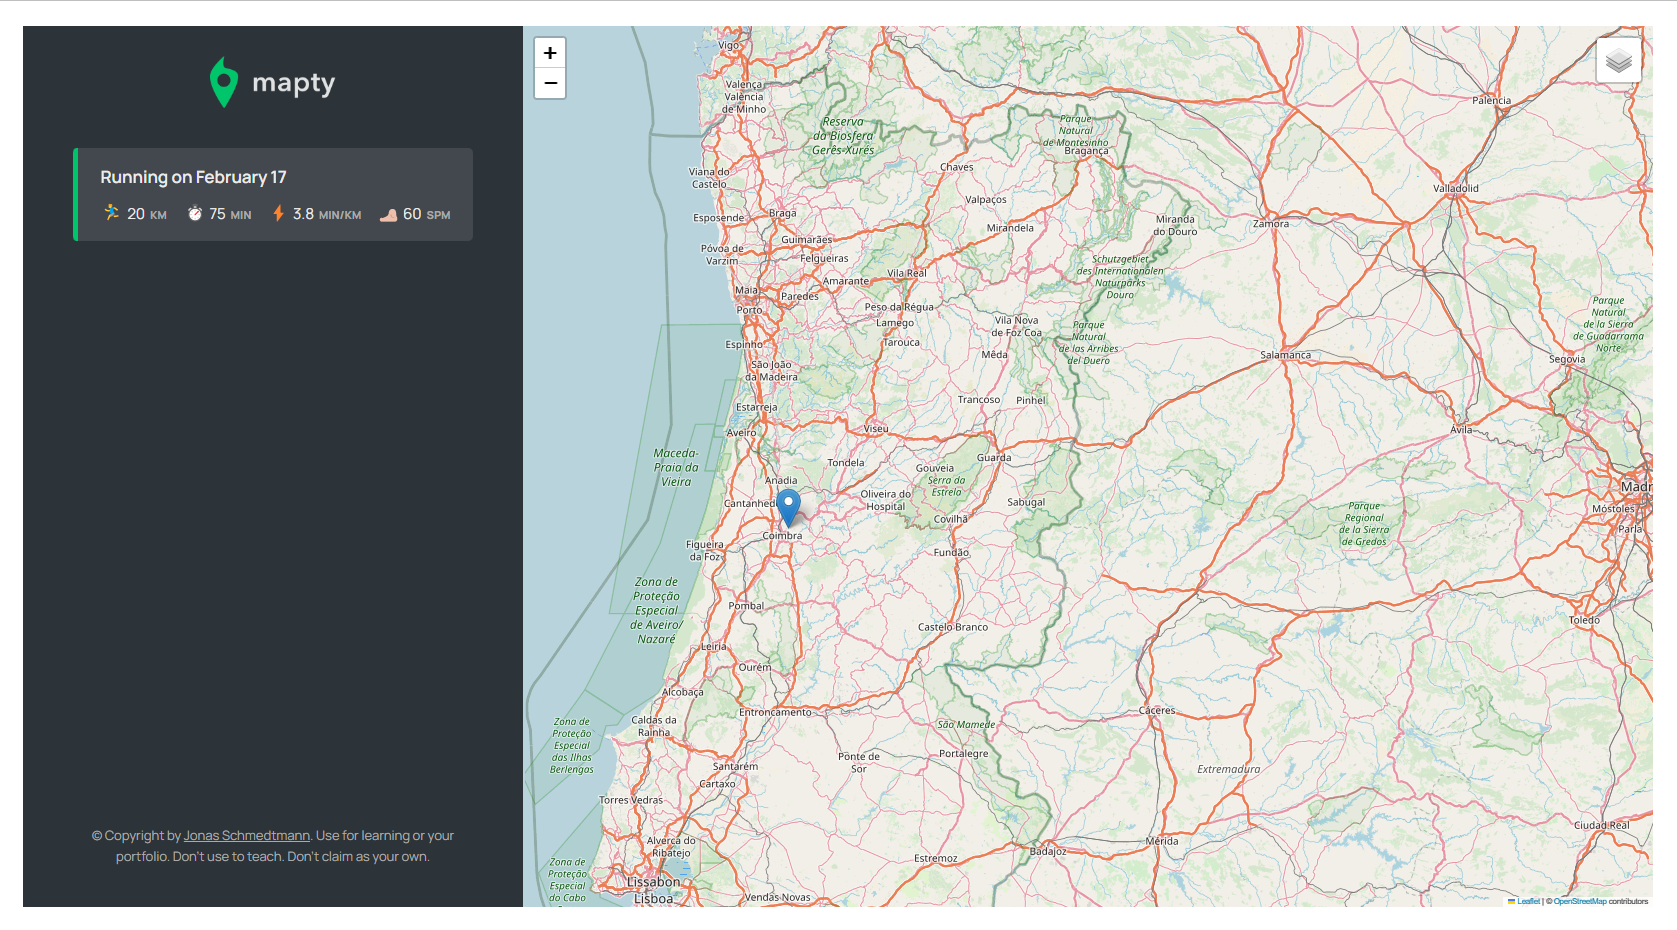 mapty
Running on February 17
20 KM 75 MIN 3.8 MIN/KM 60 SPM
© Copyright by Jonas Schmedtmann. Use for learning or your
portfolio. Don't use to teach. Don't claim as your own.
+
−
Vigo
Valença
Valencia
de Minho
Reserva
da Biosfera
Gerês-Xurés
Parque
Natural
de Montesinho
Bragança
Palencia
Chaves
Viana do
Castelo
Valpaços
Valladolid
Esposende
Braga
Mirandela
Miranda
do Douro
Zamora
Guimarães
Póvoa de
Varzim
Felgueiras
Schutzgebiet
des Internationalen
Naturparks
Douro
Vila Real
Amarante
Maia
Paredes
Porto
Peso da Régua
Lamego
Vila Nova
de Foz Coa
Parque
Natural
de las Arribes
del Duero
Parque
Natural
de la Sierra
de Guadarrama
Norte
Espinho
Tarouca
Mêda
Salamanca
Segovia
São João
da Madeira
Trancoso
Pinhel
Estarreja
Aveiro
Viseu
Ávila
Maceda-
Praia da
Vieira
Tondela
Guarda
Gouveia
Serra da
Estrela
Anadia
Cantanhed
Oliveira do
Hospital
Sabugal
Madr
Móstoles
Parla
Parque
Regional
de la Sierra
de Gredos
Covilhã
Coimbra
Figueira
da Foz
Fundão
Zona de
Proteção
Especial
de Aveiro/
Nazaré
Pombal
Castelo Branco
Toledo
Leiria
Ourém
Alcobaça
Entroncamento
Cáceres
Caldas da
Rainha
São Mamede
Zona de
Proteção
Especial
das Ilhas
Berlengas
Ponte de
Sor
Portalegre
Santarém
Extremadura
Cartaxo
Torres Vedras
Ciudad Real
Alverca do
Ribatejo
Mérida
Badajoz
Estremoz
Zona de
Proteção
Especial
do Cabo
Lissabon
Lisboa
Vendas Novas
Leaflet | © OpenStreetMap contributors